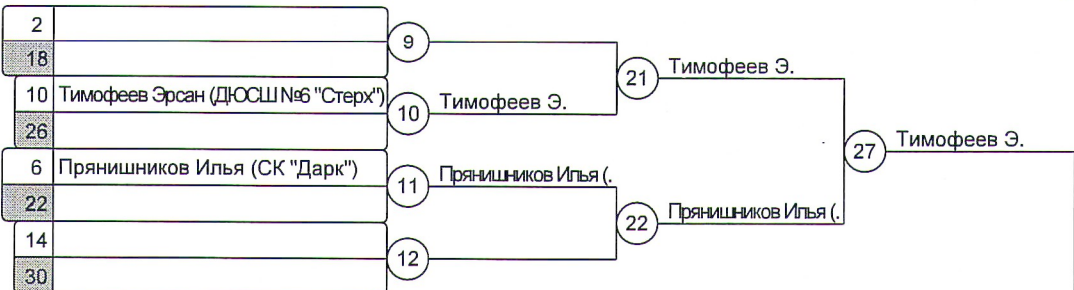 2
18
9
Тимофеев Э.
21
10 Тимофеев Эрсан (ДЮСШ №6 "Стерх")
10
Тимофеев Э.
26
27
Тимофеев Э.
6 Прянишников Илья (СК "Дарк")
11
Прянишников Илья (.
22
22
Прянишников Илья (.
14
12
30